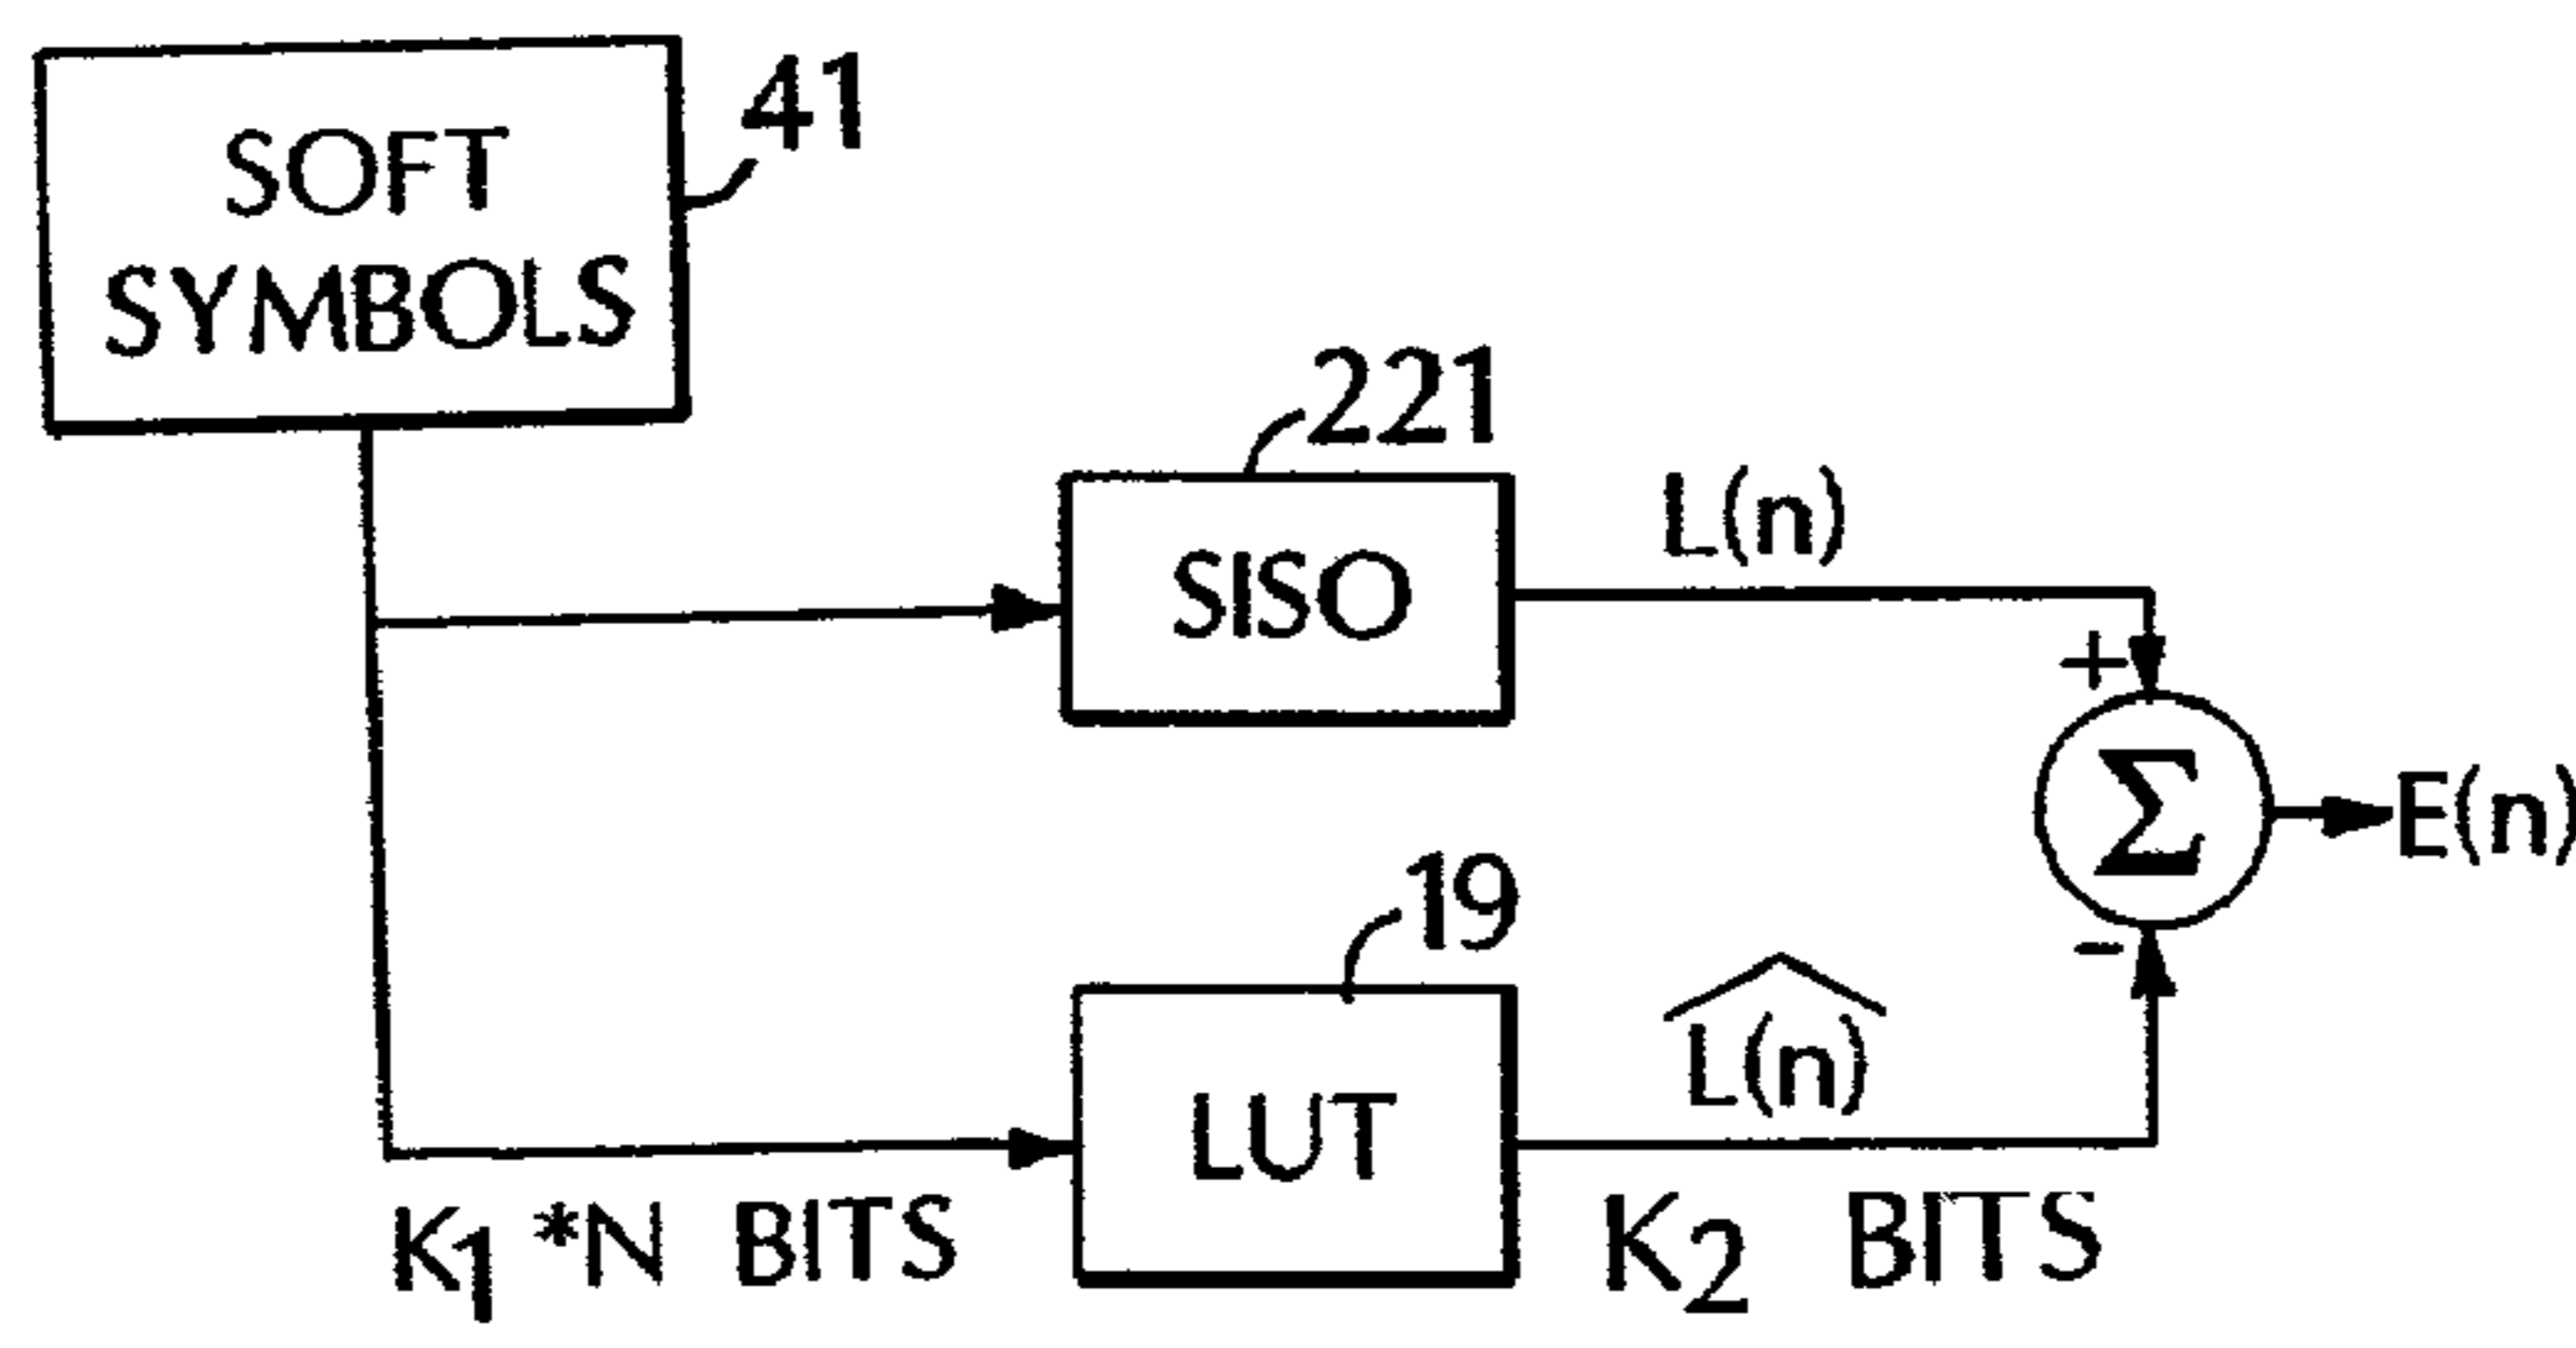 SOFT
SYMBOLS
41
221
SISO
L(n)
+
Σ
E(n)
-
19
LUT
L̂(n)
K₁ *N BITS
K₂ BITS